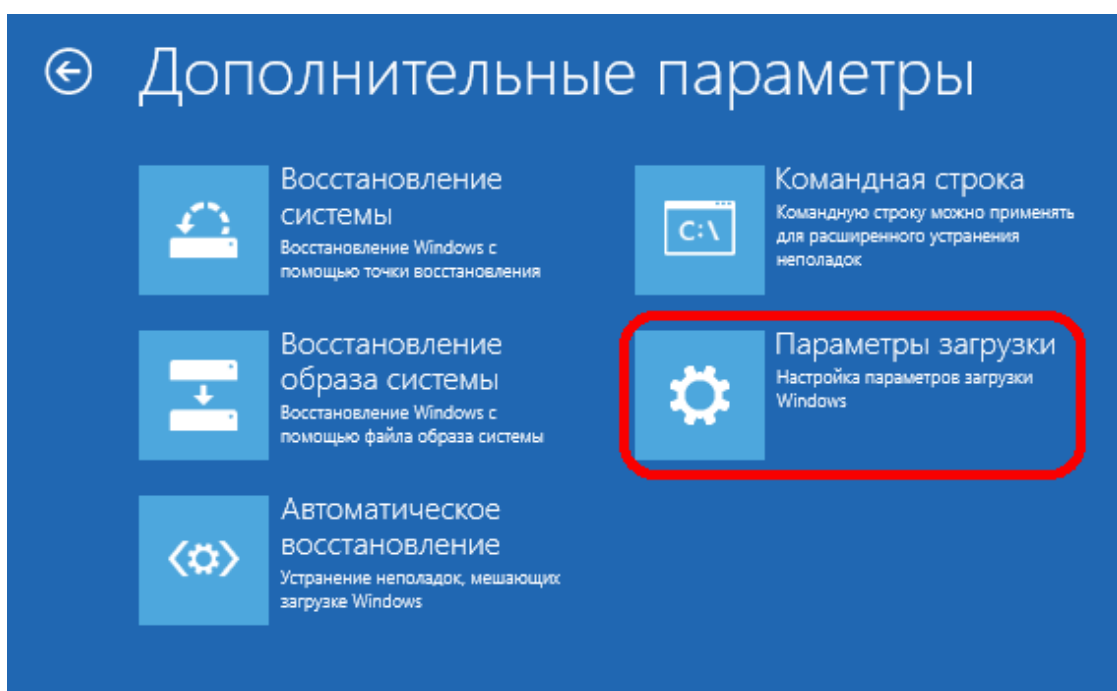 Дополнительные параметры
Восстановление
системы
Восстановление Windows с
помощью точки восстановления
Восстановление
образа системы
Восстановление Windows с
помощью файла образа системы
Автоматическое
восстановление
Устранение неполадок, мешающих
загрузке Windows
C:\
Командная строка
Командную строку можно применять
для расширенного устранения
неполадок
Параметры загрузки
Настройка параметров загрузки
Windows